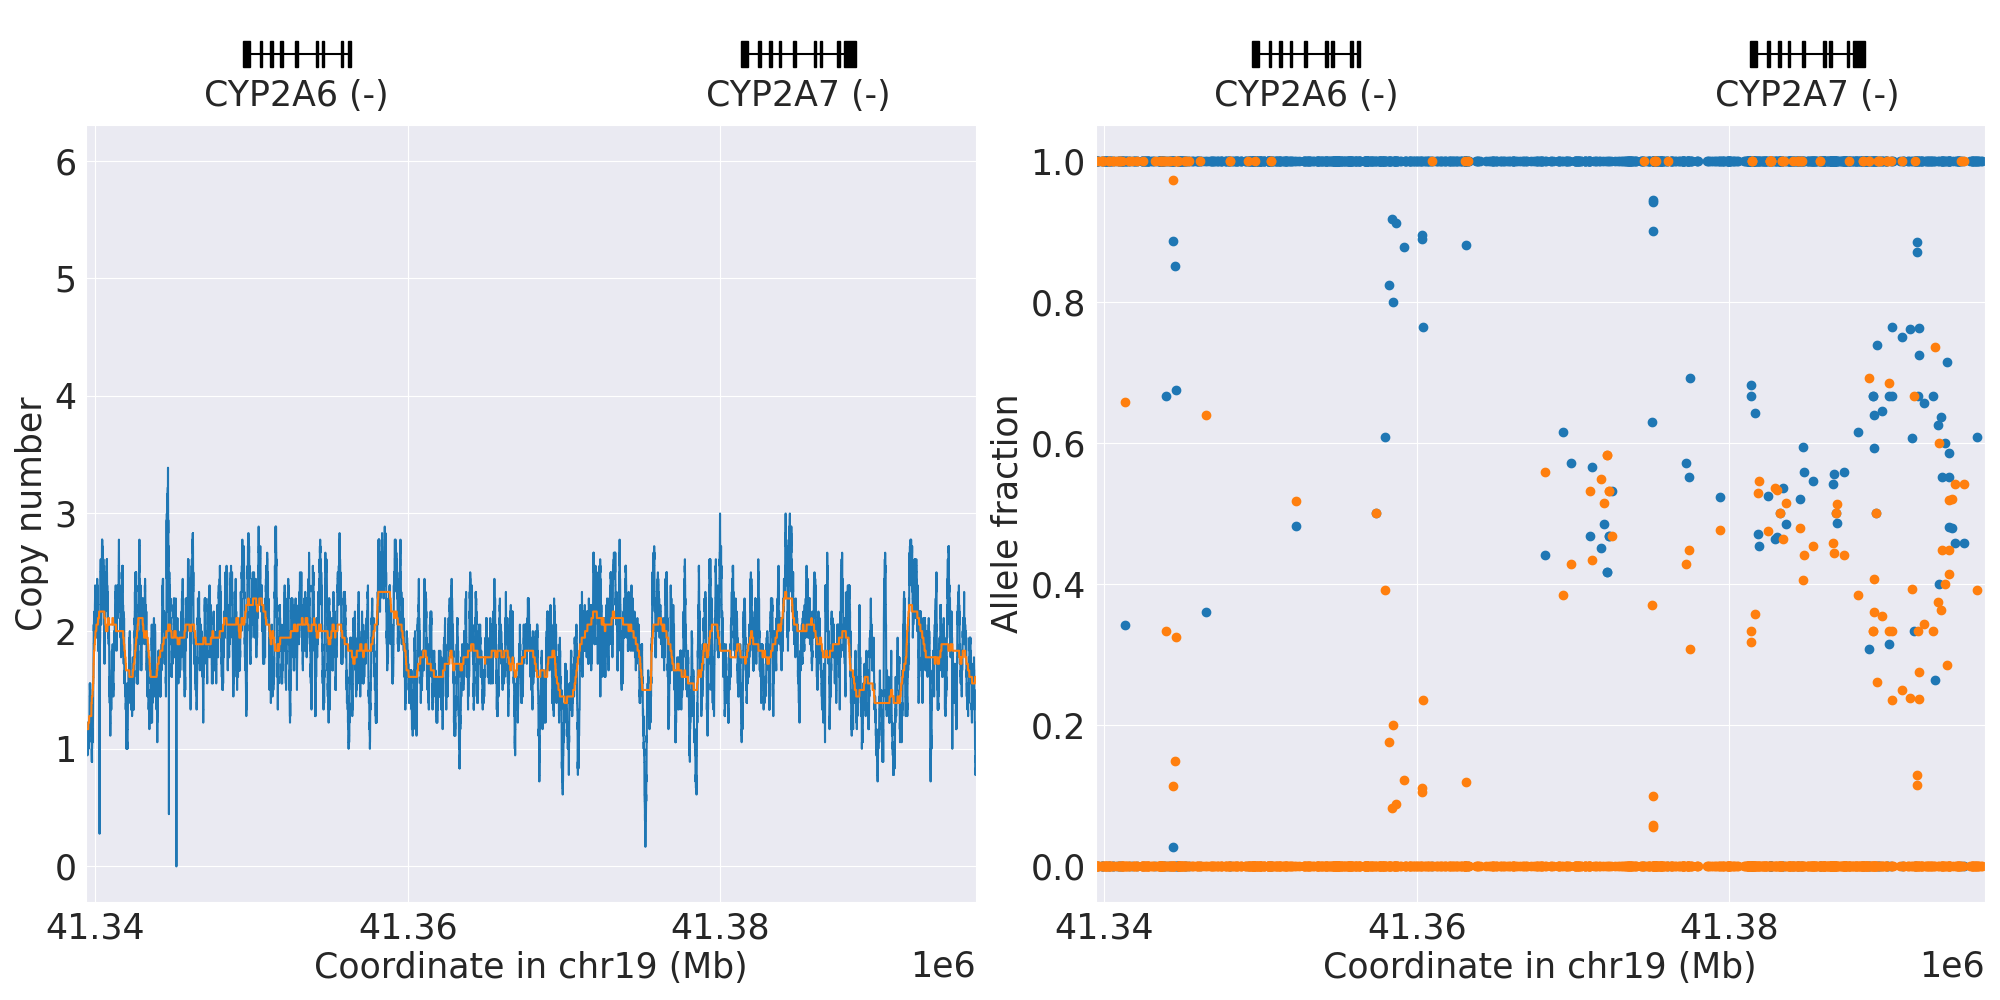 CYP2A6 (-)
CYP2A7 (-)
6
5
4
3
2
1
0
Copy number
41.34
41.36
41.38
Coordinate in chr19 (Mb)
1e6
CYP2A6 (-)
CYP2A7 (-)
1.0
0.8
0.6
0.4
0.2
0.0
Allele fraction
41.34
41.36
41.38
Coordinate in chr19 (Mb)
1e6